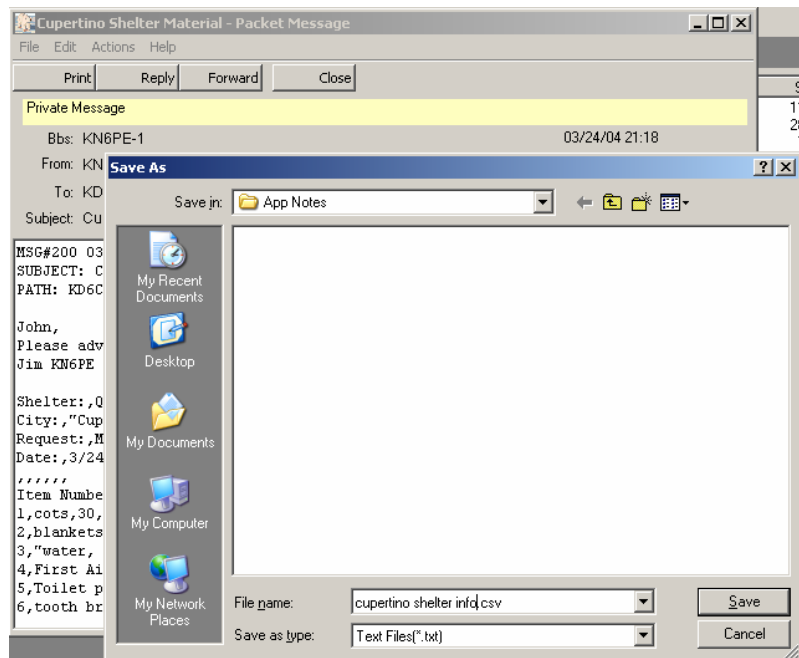 Cupertino Shelter Material - Packet Message
File Edit Actions Help
Print Reply Forward Close
Private Message
Bbs: KN6PE-1 03/24/04 21:18
From: KN
To: KD
Subject: Cu
MSG#200 03
SUBJECT: C
PATH: KD6C
John,
Please adv
Jim KN6PE
Shelter:,Q
City:,"Cup
Request:,M
Date:,3/24
,,,,,,
Item Numbe
1,cots,30,
2,blankets
3,"water,
4,First Ai
5,Toilet p
6,tooth br
Save As
Save in: App Notes
My Recent
Documents
Desktop
My Documents
My Computer
My Network
Places
File name: cupertino shelter info.csv Save
Save as type: Text Files(*.txt) Cancel